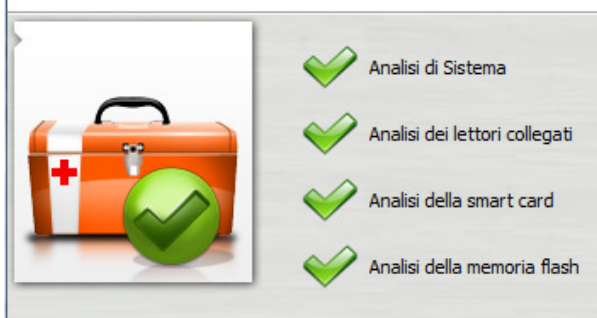 Analisi di Sistema
Analisi dei lettori collegati
Analisi della smart card
Analisi della memoria flash